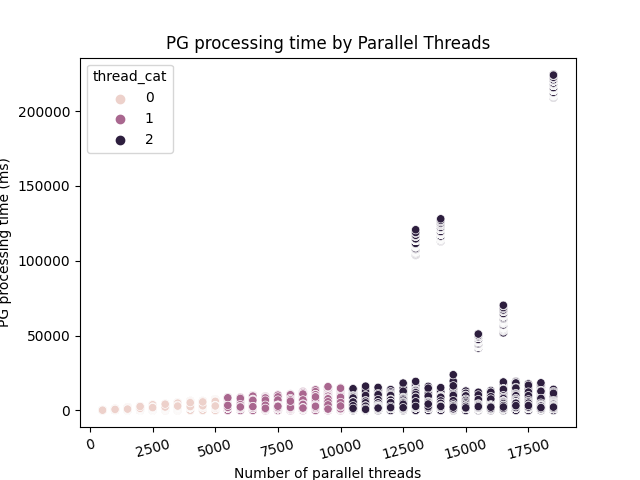 PG processing time by Parallel Threads
thread_cat
0
1
2
PG processing time (ms)
200000
150000
100000
50000
0
0 2500 5000 7500 10000 12500 15000 17500
Number of parallel threads